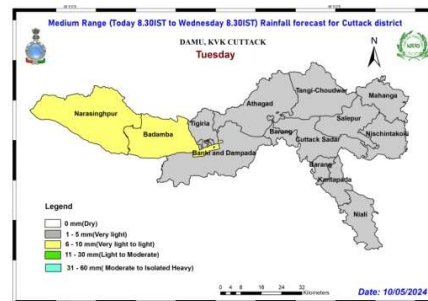 Medium Range (Today 8.30IST to Wednesday 8.30IST) Rainfall forecast for Cuttack district
DAMU, KVK CUTTACK
Tuesday
N
Narasinghpur
Badamba
Tigiria
Banki and Dampada
Athagad
Tangi-Choudwar
Mahanga
Salepur
Nischintakoili
Barang
Cuttack Sadar
Barang
Kantapada
Niali
Legend
0 mm(Dry)
1 - 5 mm(Very light)
6 - 10 mm(Very light to light)
11 - 30 mm(Light to Moderate)
31 - 60 mm( Moderate to Isolated Heavy)
0 4 8 16 24 32
Kilometers
Date: 10/05/2024